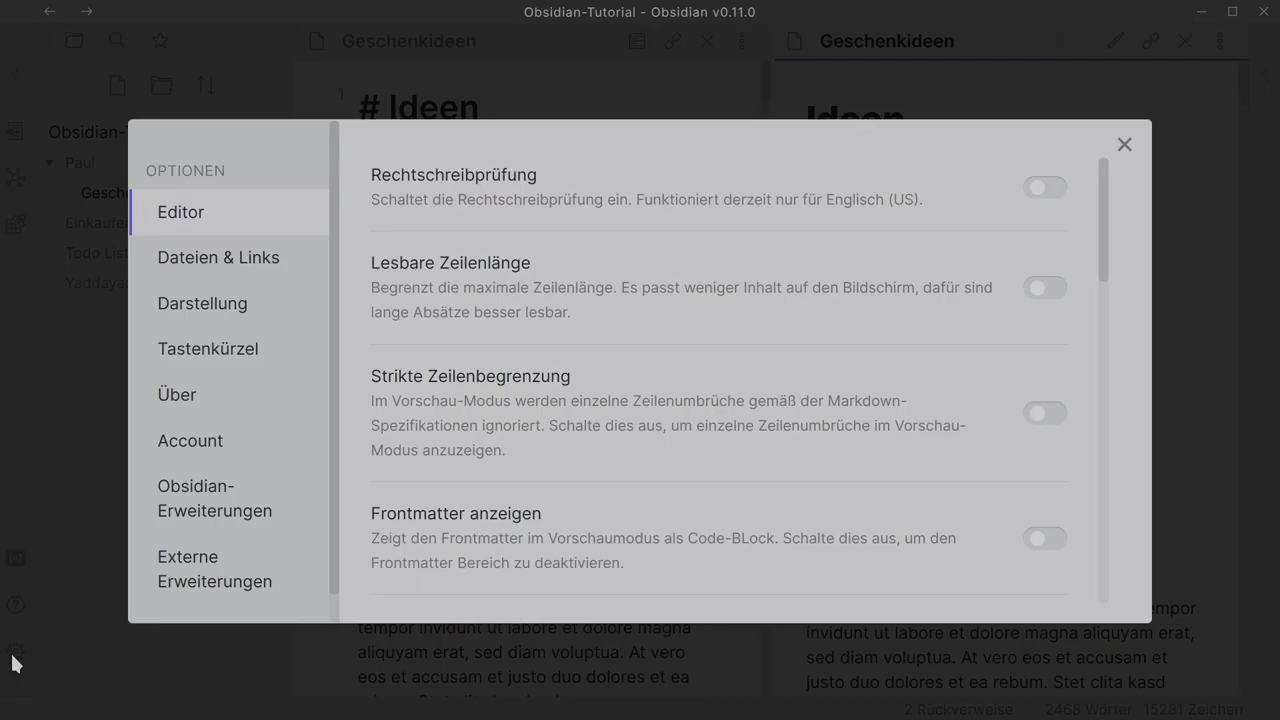 Obsidian-Tutorial - Obsidian v0.11.0
Geschenkideen
Geschenkideen
1
# Ideen
Ideen
Obsidian-
Paul
Gesch
Einkaufe
Todo List
Yadday
OPTIONEN
Editor
Dateien & Links
Darstellung
Tastenkürzel
Über
Account
Obsidian-
Erweiterungen
Externe
Erweiterungen
Rechtschreibprüfung
Schaltet die Rechtschreibprüfung ein. Funktioniert derzeit nur für Englisch (US).
Lesbare Zeilenlänge
Begrenzt die maximale Zeilenlänge. Es passt weniger Inhalt auf den Bildschirm, dafür sind
lange Absätze besser lesbar.
Strikte Zeilenbegrenzung
Im Vorschau-Modus werden einzelne Zeilenumbrüche gemäß der Markdown-
Spezifikationen ignoriert. Schalte dies aus, um einzelne Zeilenumbrüche im Vorschau-
Modus anzuzeigen.
Frontmatter anzeigen
Zeigt den Frontmatter im Vorschaumodus als Code-BLock. Schalte dies aus, um den
Frontmatter Bereich zu deaktivieren.
tempor invidunt ut labore et dolore magna
aliquyam erat, sed diam voluptua. At vero
eos et accusam et justo duo dolores et ea
tempor
invidunt ut labore et dolore magna aliquyam erat,
sed diam voluptua. At vero eos et accusam et
justo duo dolores et ea rebum. Stet clita kasd
2 Rückverweise 2468 Wörter 15281 Zeichen